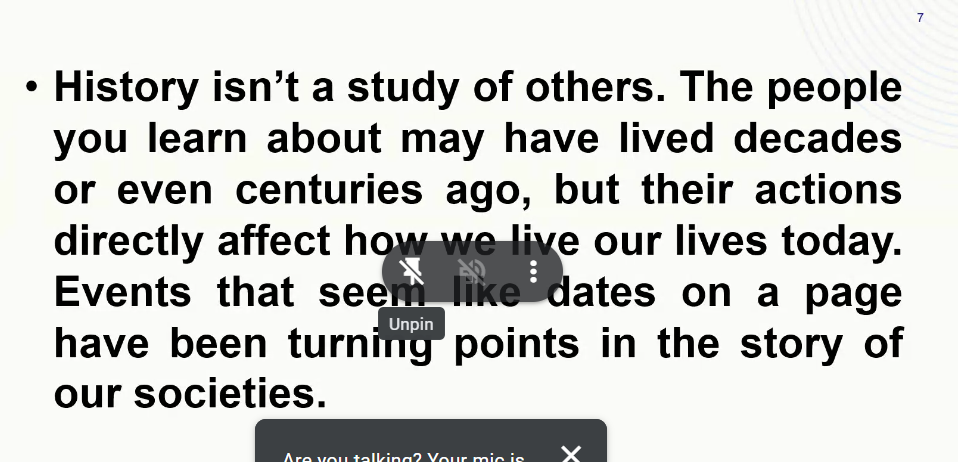 7
• History isn’t a study of others. The people
you learn about may have lived decades
or even centuries ago, but their actions
directly affect how we live our lives today.
Events that seem like dates on a page
Unpin
have been turning points in the story of
our societies.
Are you talking? Your mic is